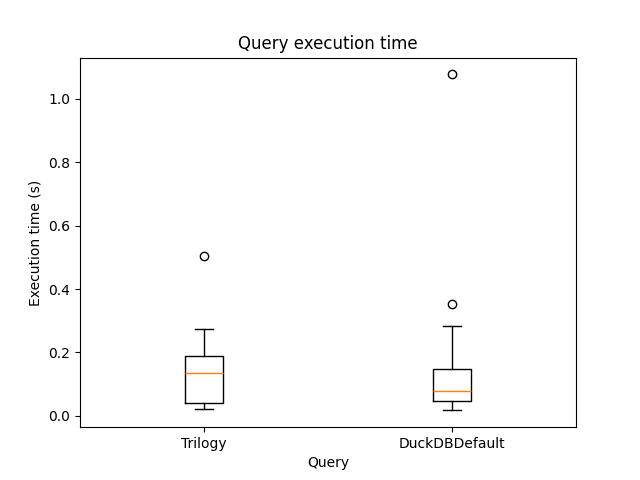 Query execution time
Execution time (s)
1.0
0.8
0.6
0.4
0.2
0.0
Trilogy
DuckDBDefault
Query